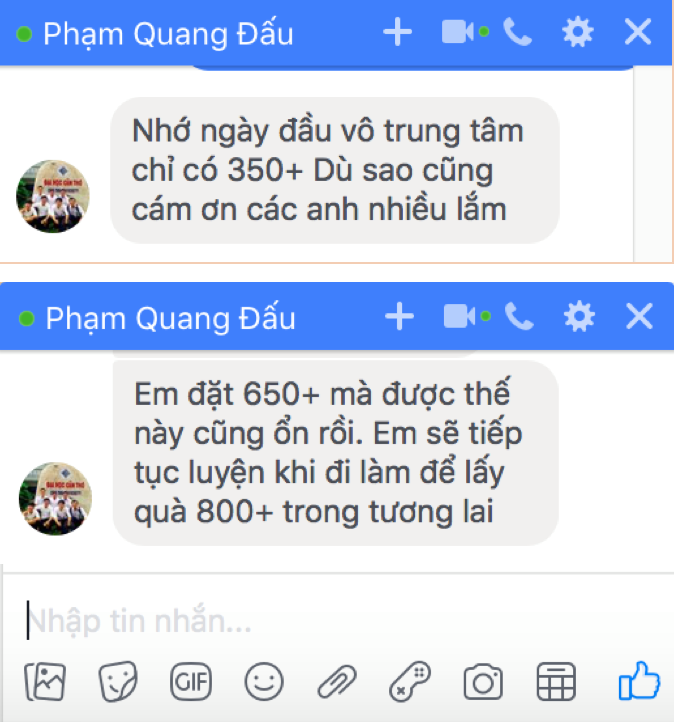 Phạm Quang Đấu
Nhớ ngày đầu vô trung tâm
chỉ có 350+ Dù sao cũng
cám ơn các anh nhiều lắm
Phạm Quang Đấu
Em đặt 650+ mà được thế
này cũng ổn rồi. Em sẽ tiếp
tục luyện khi đi làm để lấy
quà 800+ trong tương lai
Nhập tin nhắn...
GIF